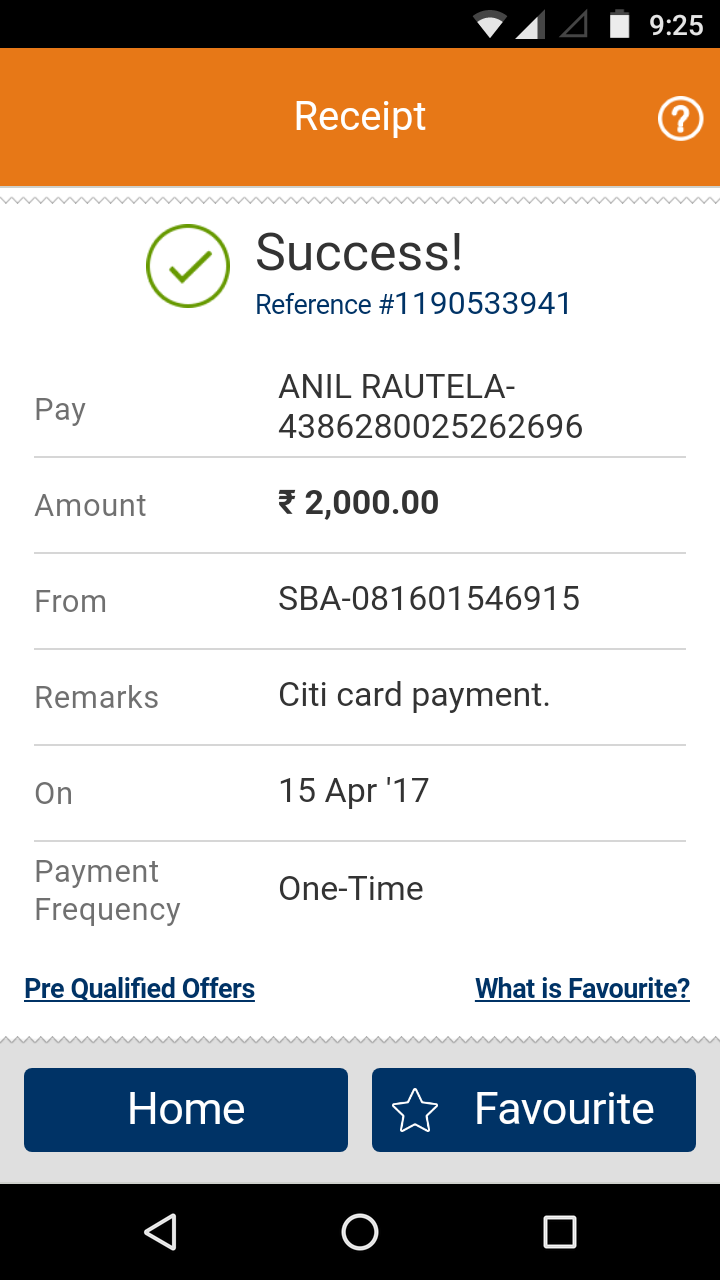 9:25
Receipt
?
Success!
Reference #1190533941
Pay
ANIL RAUTELA-
4386280025262696
Amount
₹ 2,000.00
From
SBA-081601546915
Remarks
Citi card payment.
On
15 Apr '17
Payment
Frequency
One-Time
Pre Qualified Offers
What is Favourite?
Home
Favourite